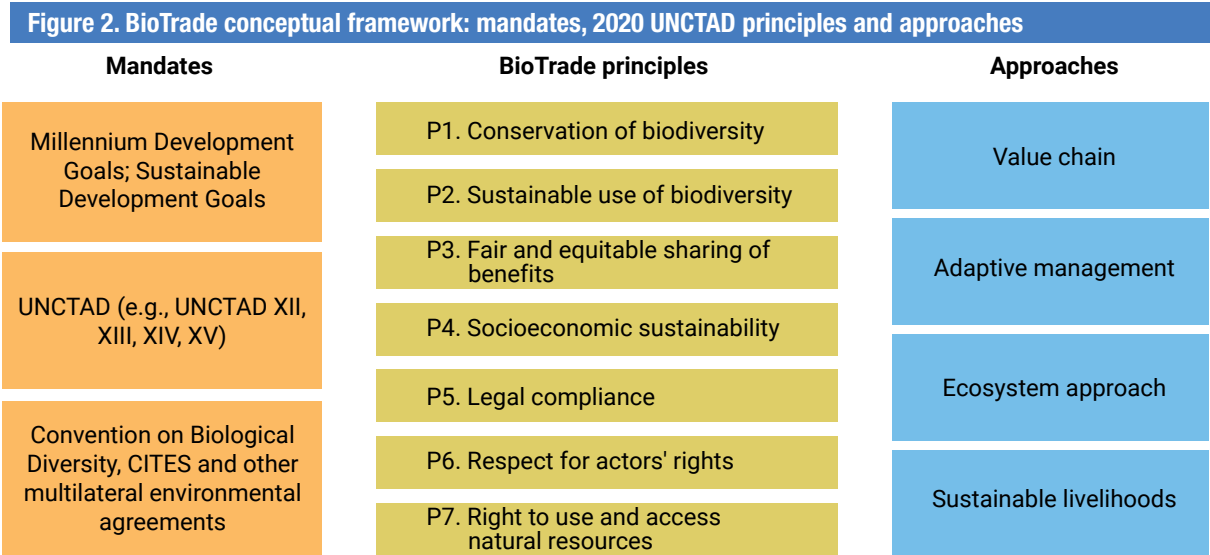 Figure 2. BioTrade conceptual framework: mandates, 2020 UNCTAD principles and approaches
Mandates
Millennium Development
Goals; Sustainable
Development Goals
UNCTAD (e.g., UNCTAD XII,
XIII, XIV, XV)
Convention on Biological
Diversity, CITES and other
multilateral environmental
agreements
BioTrade principles
P1. Conservation of biodiversity
P2. Sustainable use of biodiversity
P3. Fair and equitable sharing of
benefits
P4. Socioeconomic sustainability
P5. Legal compliance
P6. Respect for actors' rights
P7. Right to use and access
natural resources
Approaches
Value chain
Adaptive management
Ecosystem approach
Sustainable livelihoods